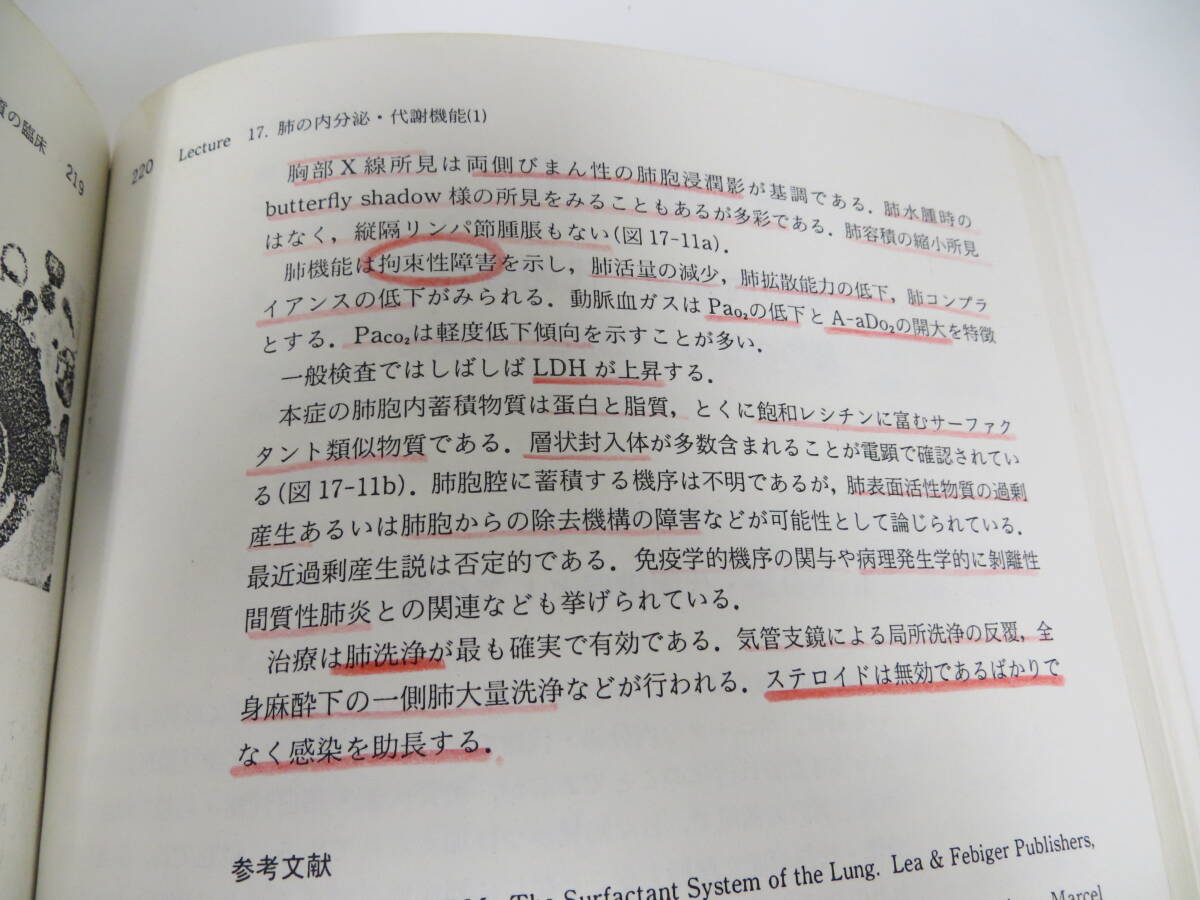 質の臨床 219
220 Lecture 17. 肺の内分泌・代謝機能(1)
胸部X線所見は両側びまん性の肺胞浸潤影が基調である．肺水腫時の
butterfly shadow 様の所見をみることもあるが多彩である．肺容積の縮小所見
はなく，縦隔リンパ節腫脹もない(図17-11a)．
肺機能は拘束性障害を示し，肺活量の減少，肺拡散能力の低下，肺コンプラ
イアンスの低下がみられる．動脈血ガスは Pao₂の低下と A-aDo₂の開大を特徴
とする．Paco₂は軽度低下傾向を示すことが多い．
一般検査ではしばしば LDH が上昇する．
本症の肺胞内蓄積物質は蛋白と脂質，とくに飽和レシチンに富むサーファク
タント類似物質である．層状封入体が多数含まれることが電顕で確認されてい
る(図17-11b)．肺胞腔に蓄積する機序は不明であるが，肺表面活性物質の過剰
産生あるいは肺胞からの除去機構の障害などが可能性として論じられている．
最近過剰産生説は否定的である．免疫学的機序の関与や病理発生学的に剝離性
間質性肺炎との関連なども挙げられている．
治療は肺洗浄が最も確実で有効である．気管支鏡による局所洗浄の反覆，全
身麻酔下の一側肺大量洗浄などが行われる．ステロイドは無効であるばかりで
なく感染を助長する．
参考文献
The Surfactant System of the Lung. Lea & Febiger Publishers,
Marcel